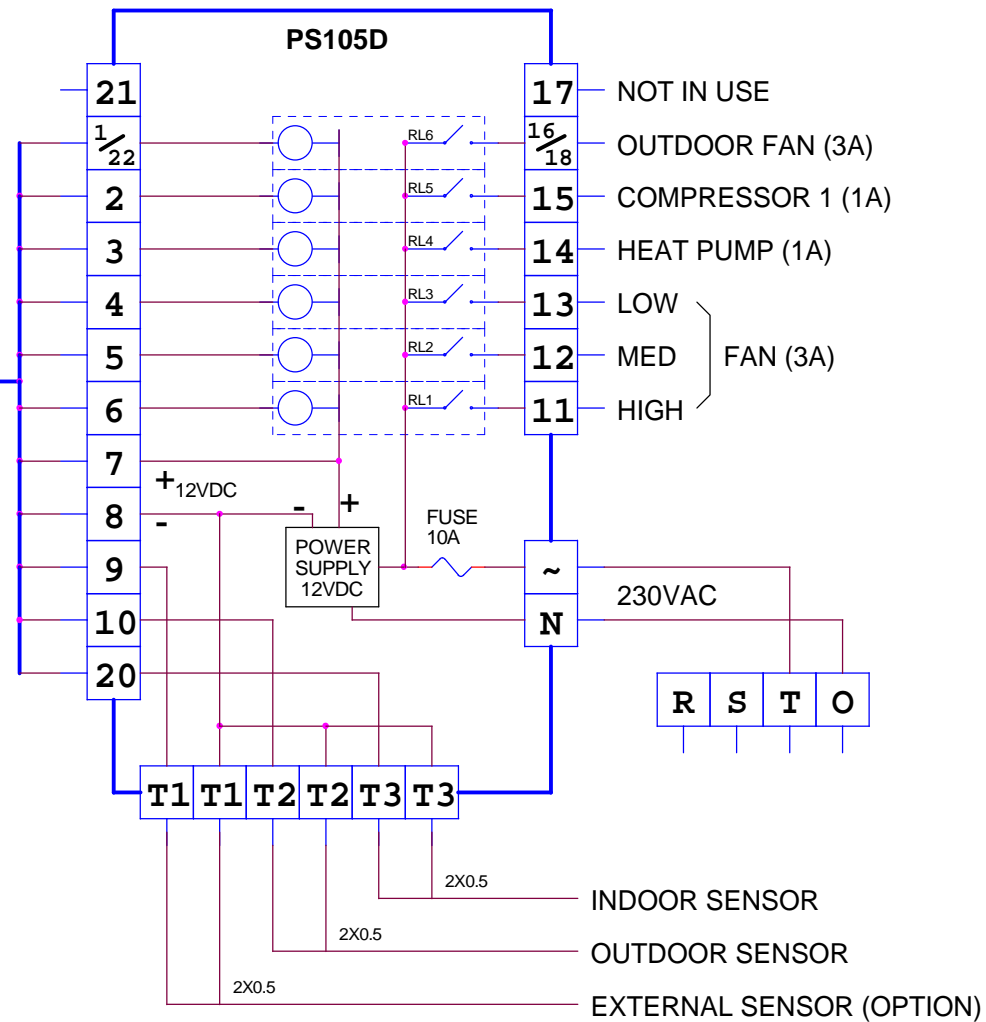 PS105D
21
17
NOT IN USE
1/22
RL6
16/18
OUTDOOR FAN (3A)
2
RL5
15
COMPRESSOR 1 (1A)
3
RL4
14
HEAT PUMP (1A)
4
RL3
13
LOW
5
RL2
12
MED
FAN (3A)
6
RL1
11
HIGH
7
+
12VDC
8
-
-
+
FUSE
10A
POWER
SUPPLY
12VDC
9
~
230VAC
10
N
20
R S T O
T1 T1 T2 T2 T3 T3
2X0.5
INDOOR SENSOR
2X0.5
OUTDOOR SENSOR
2X0.5
EXTERNAL SENSOR (OPTION)